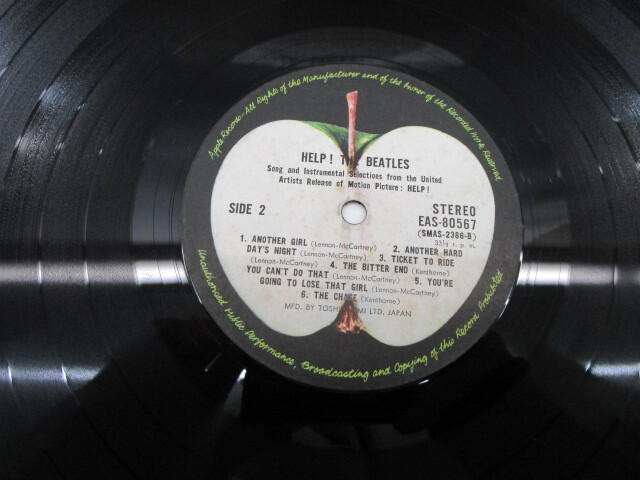 Apple Records-All Rights of the Manufacturer and of the Owner of the Recorded Work Reserved
HELP! THE BEATLES
Song and Instrumental Selections from the United
Artists Release of Motion Picture: HELP!
SIDE 2
STEREO
EAS-80567
(SMAS-2386-B)
33⅓ r. p. m.
1. ANOTHER GIRL (Lennon-McCartney) 2. ANOTHER HARD
DAY'S NIGHT (Lennon-McCartney) 3. TICKET TO RIDE
(Lennon-McCartney) 4. THE BITTER END (Kenthorne)
YOU CAN'T DO THAT (Lennon-McCartney) 5. YOU'RE
GOING TO LOSE THAT GIRL (Lennon-McCartney)
6. THE CHASE (Kenthorne)
MFD. BY TOSHIBA EMI LTD. JAPAN
Unauthorized Public Performance, Broadcasting and Copying of this Record Prohibited